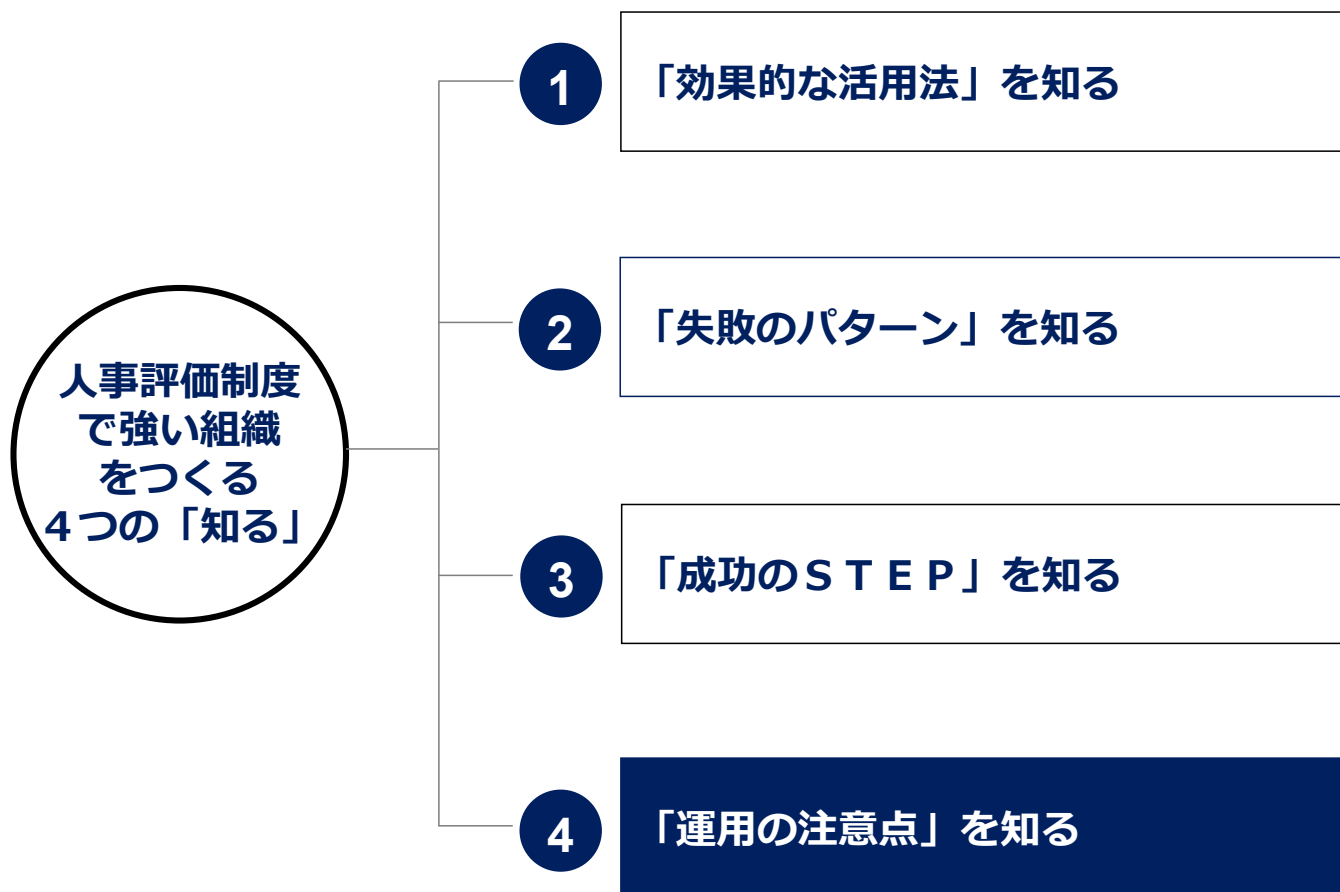 人事評価制度
で強い組織
をつくる
４つの「知る」
1
「効果的な活用法」を知る
2
「失敗のパターン」を知る
3
「成功のＳＴＥＰ」を知る
4
「運用の注意点」を知る